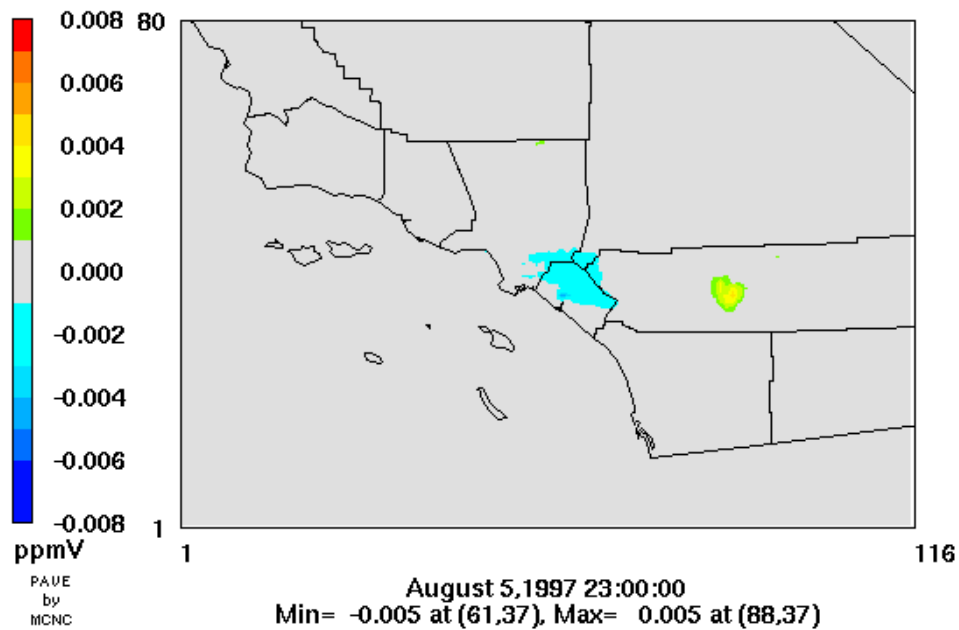 0.008
0.006
0.004
0.002
0.000
-0.002
-0.004
-0.006
-0.008
ppmV
PAVE
by
MCNC
80
1
1
116
August 5,1997 23:00:00
Min= -0.005 at (61,37), Max= 0.005 at (88,37)